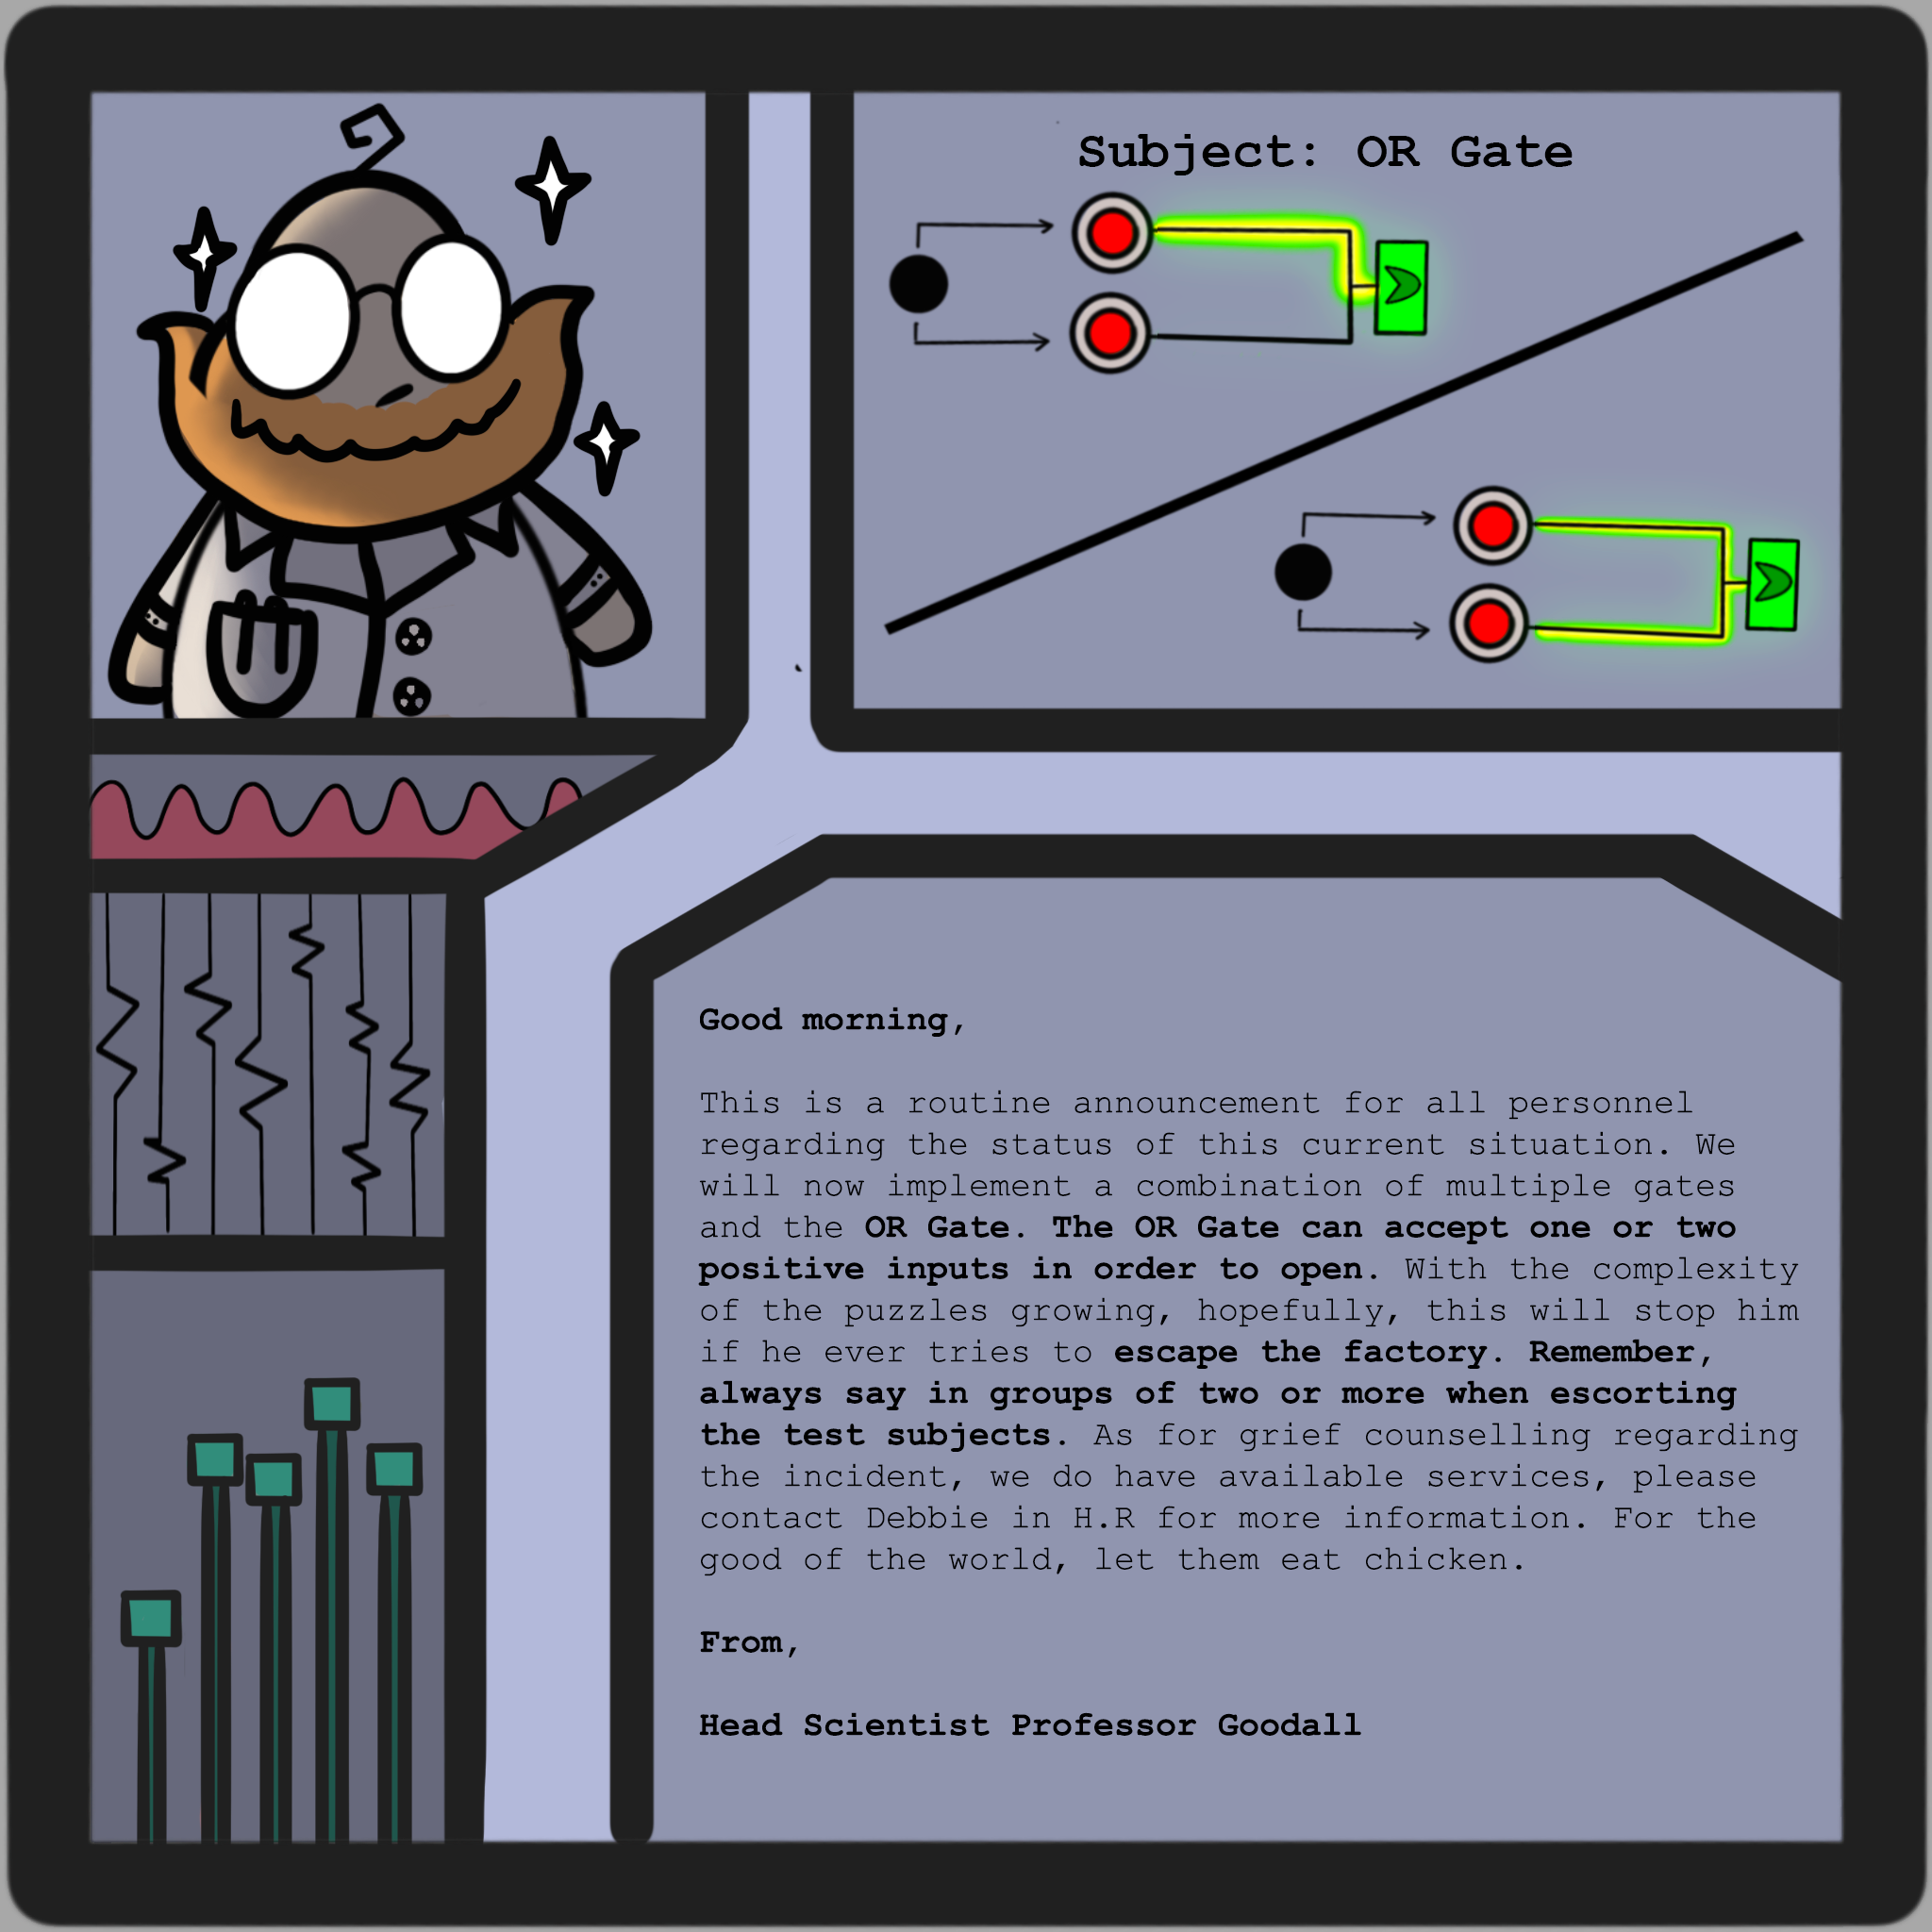 Subject: OR Gate
Good morning,
This is a routine announcement for all personnel
regarding the status of this current situation. We
will now implement a combination of multiple gates
and the OR Gate. The OR Gate can accept one or two
positive inputs in order to open. With the complexity
of the puzzles growing, hopefully, this will stop him
if he ever tries to escape the factory. Remember,
always say in groups of two or more when escorting
the test subjects. As for grief counselling regarding
the incident, we do have available services, please
contact Debbie in H.R for more information. For the
good of the world, let them eat chicken.
From,
Head Scientist Professor Goodall